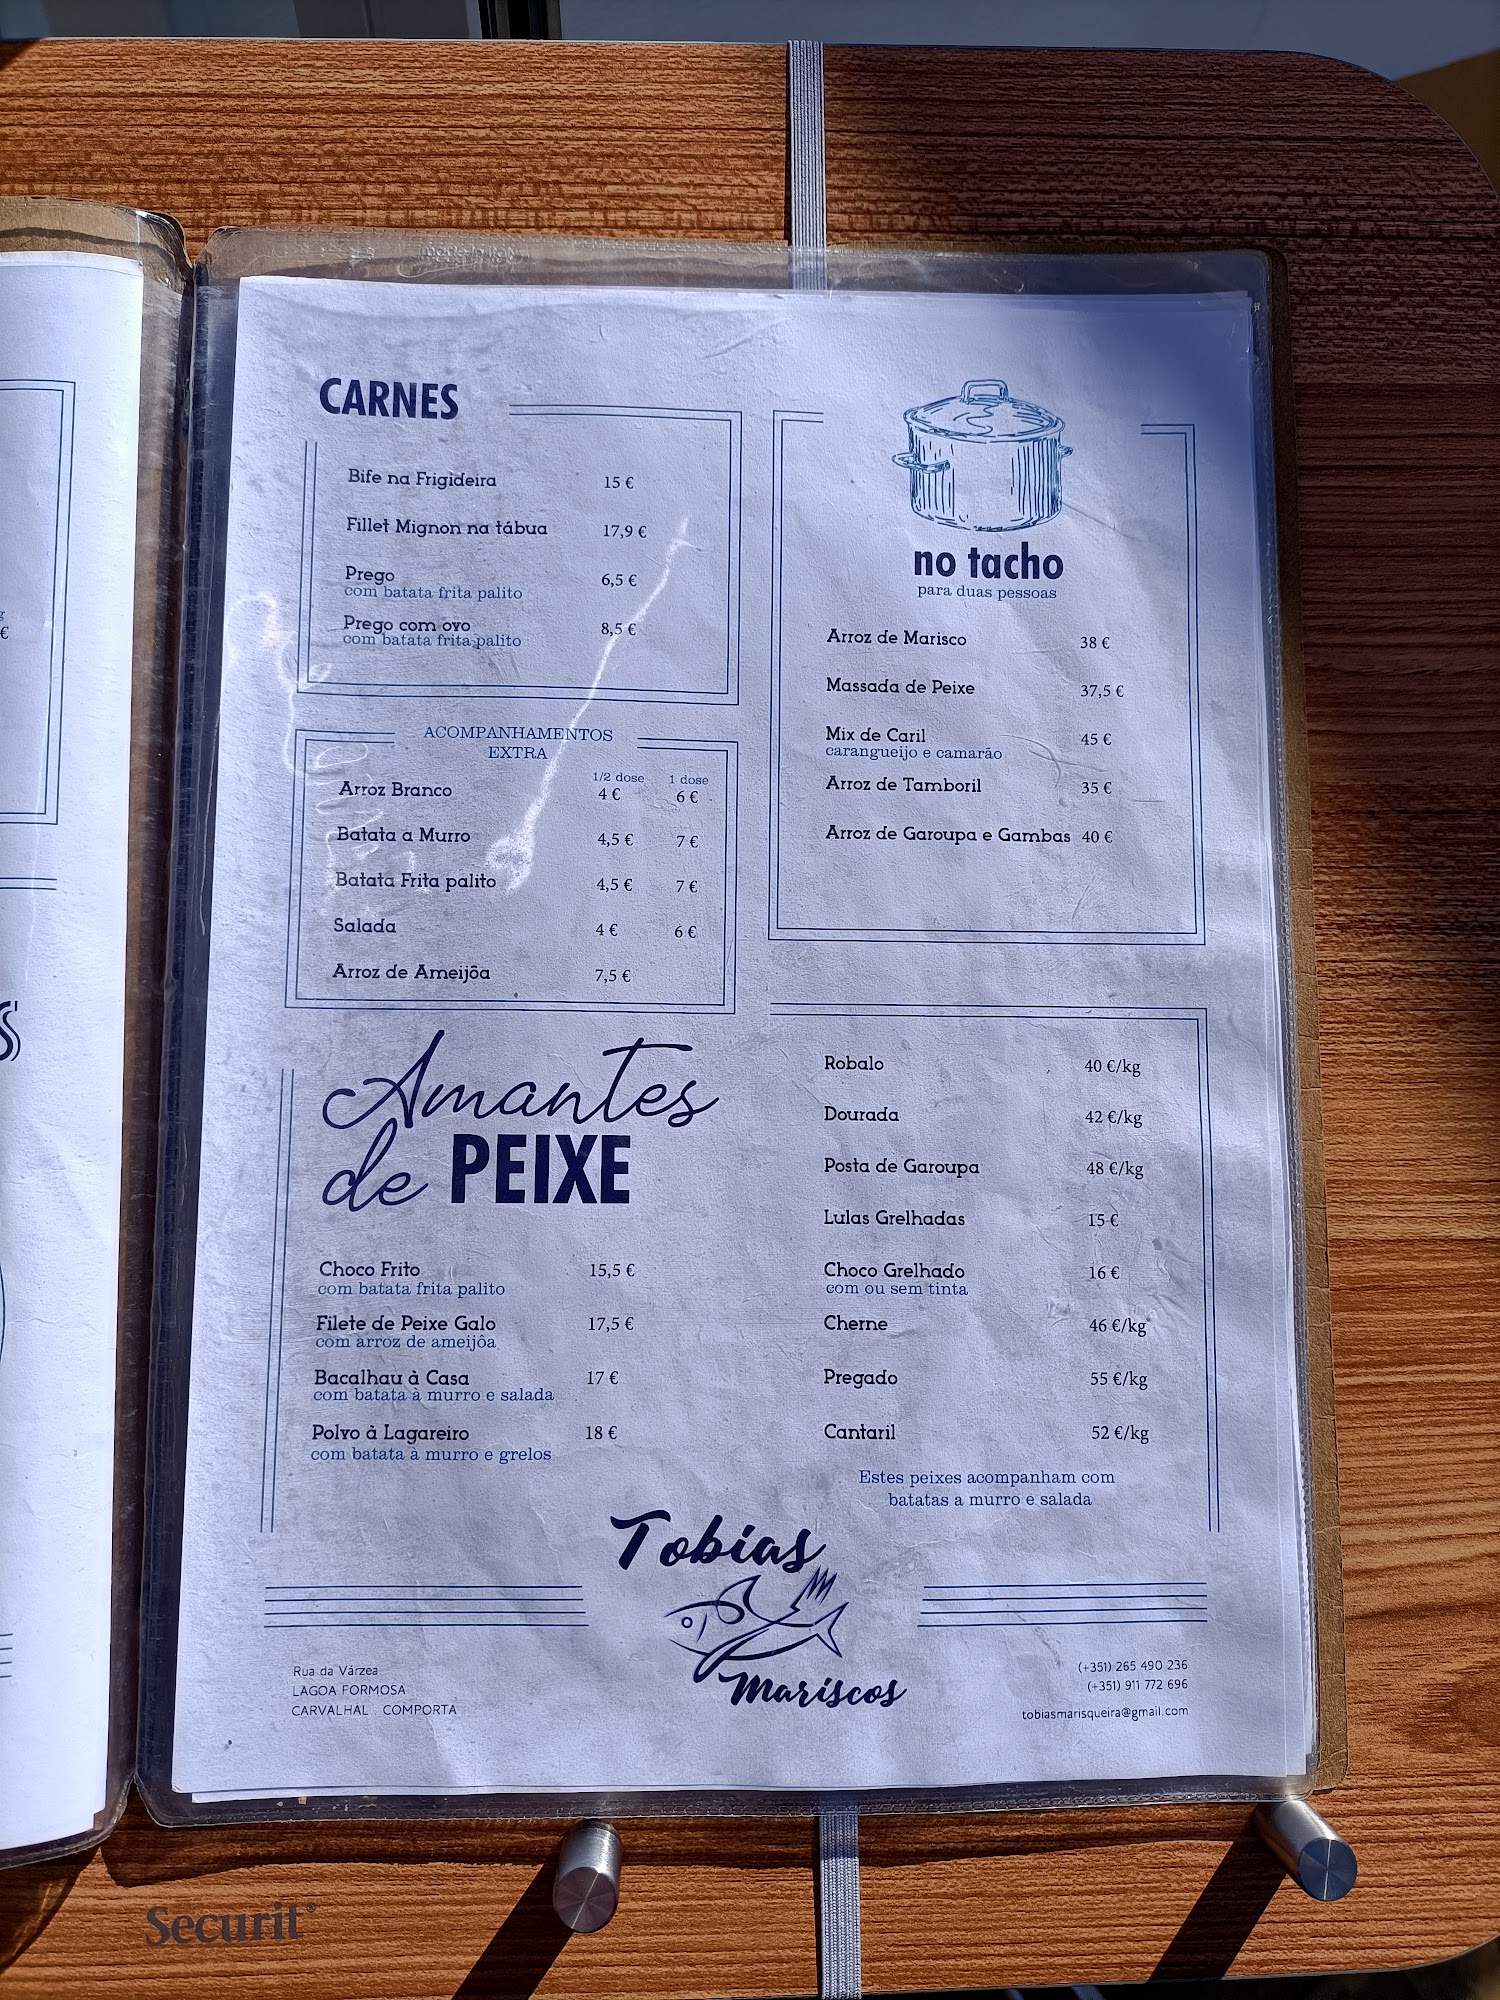 CARNES
Bife na Frigideira 15 €
Fillet Mignon na tábua 17,9 €
Prego 6,5 €
com batata frita palito
Prego com ovo 8,5 €
com batata frita palito
ACOMPANHAMENTOS
EXTRA
1/2 dose 1 dose
Arroz Branco 4 € 6 €
Batata a Murro 4,5 € 7 €
Batata Frita palito 4,5 € 7 €
Salada 4 € 6 €
Arroz de Ameijôa 7,5 €
no tacho
para duas pessoas
Arroz de Marisco 38 €
Massada de Peixe 37,5 €
Mix de Caril 45 €
carangueijo e camarão
Arroz de Tamboril 35 €
Arroz de Garoupa e Gambas 40 €
Amantes
de PEIXE
Choco Frito 15,5 €
com batata frita palito
Filete de Peixe Galo 17,5 €
com arroz de ameijôa
Bacalhau à Casa 17 €
com batata à murro e salada
Polvo à Lagareiro 18 €
com batata à murro e grelos
Robalo 40 €/kg
Dourada 42 €/kg
Posta de Garoupa 48 €/kg
Lulas Grelhadas 15 €
Choco Grelhado 16 €
com ou sem tinta
Cherne 46 €/kg
Pregado 55 €/kg
Cantaril 52 €/kg
Estes peixes acompanham com
batatas a murro e salada
Tobias
Mariscos
Rua da Várzea
LAGOA FORMOSA
CARVALHAL . COMPORTA
(+351) 265 490 236
(+351) 911 772 696
tobiasmarisqueira@gmail.com
Securit®